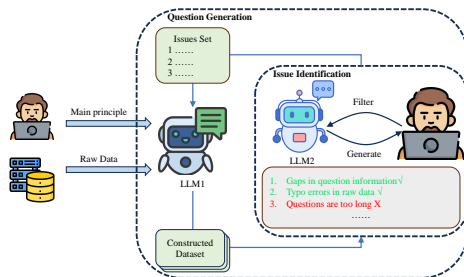 Question Generation
Issues Set
1 ......
2 ......
3 ......
Main principle
Raw Data
LLM1
Constructed
Dataset
Issue Identification
Filter
Generate
LLM2
1. Gaps in question information√
2. Typo errors in raw data √
3. Questions are too long X
......